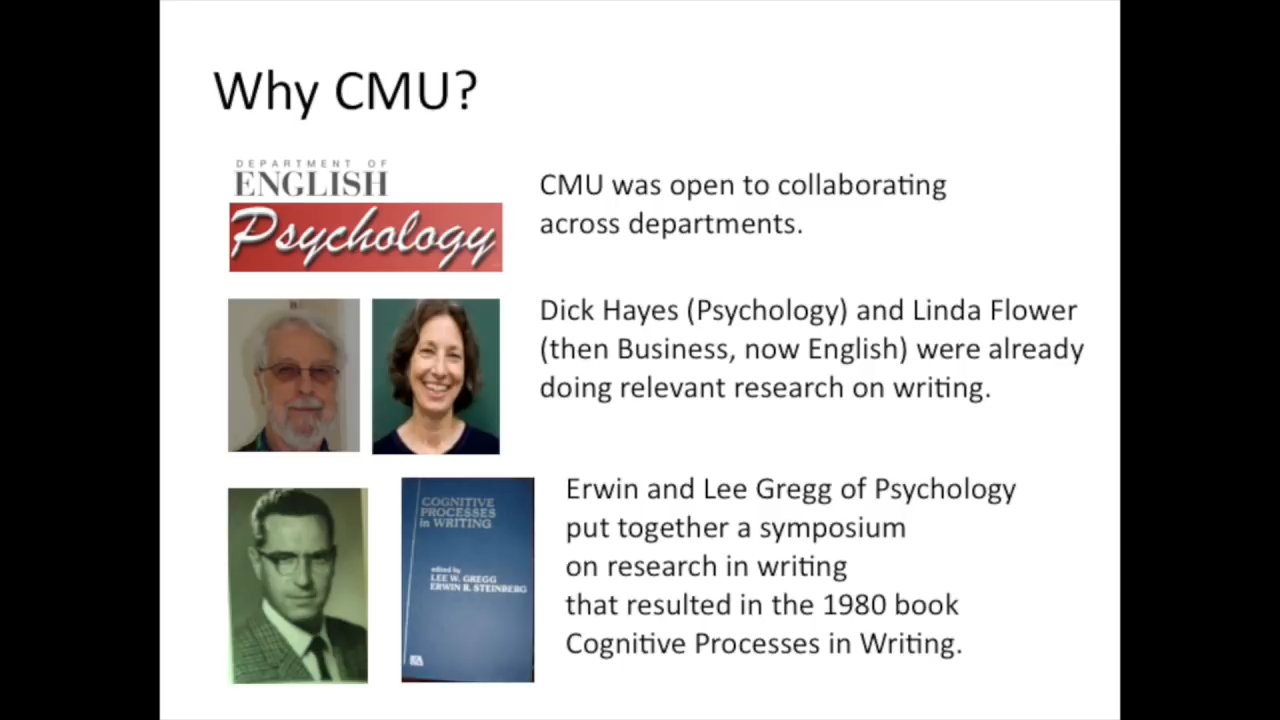 Why CMU?
DEPARTMENT OF
ENGLISH
Psychology
CMU was open to collaborating
across departments.
Dick Hayes (Psychology) and Linda Flower
(then Business, now English) were already
doing relevant research on writing.
COGNITIVE
PROCESSES
in WRITING
edited by
LEE W. GREGG
ERWIN R. STEINBERG
Erwin and Lee Gregg of Psychology
put together a symposium
on research in writing
that resulted in the 1980 book
Cognitive Processes in Writing.